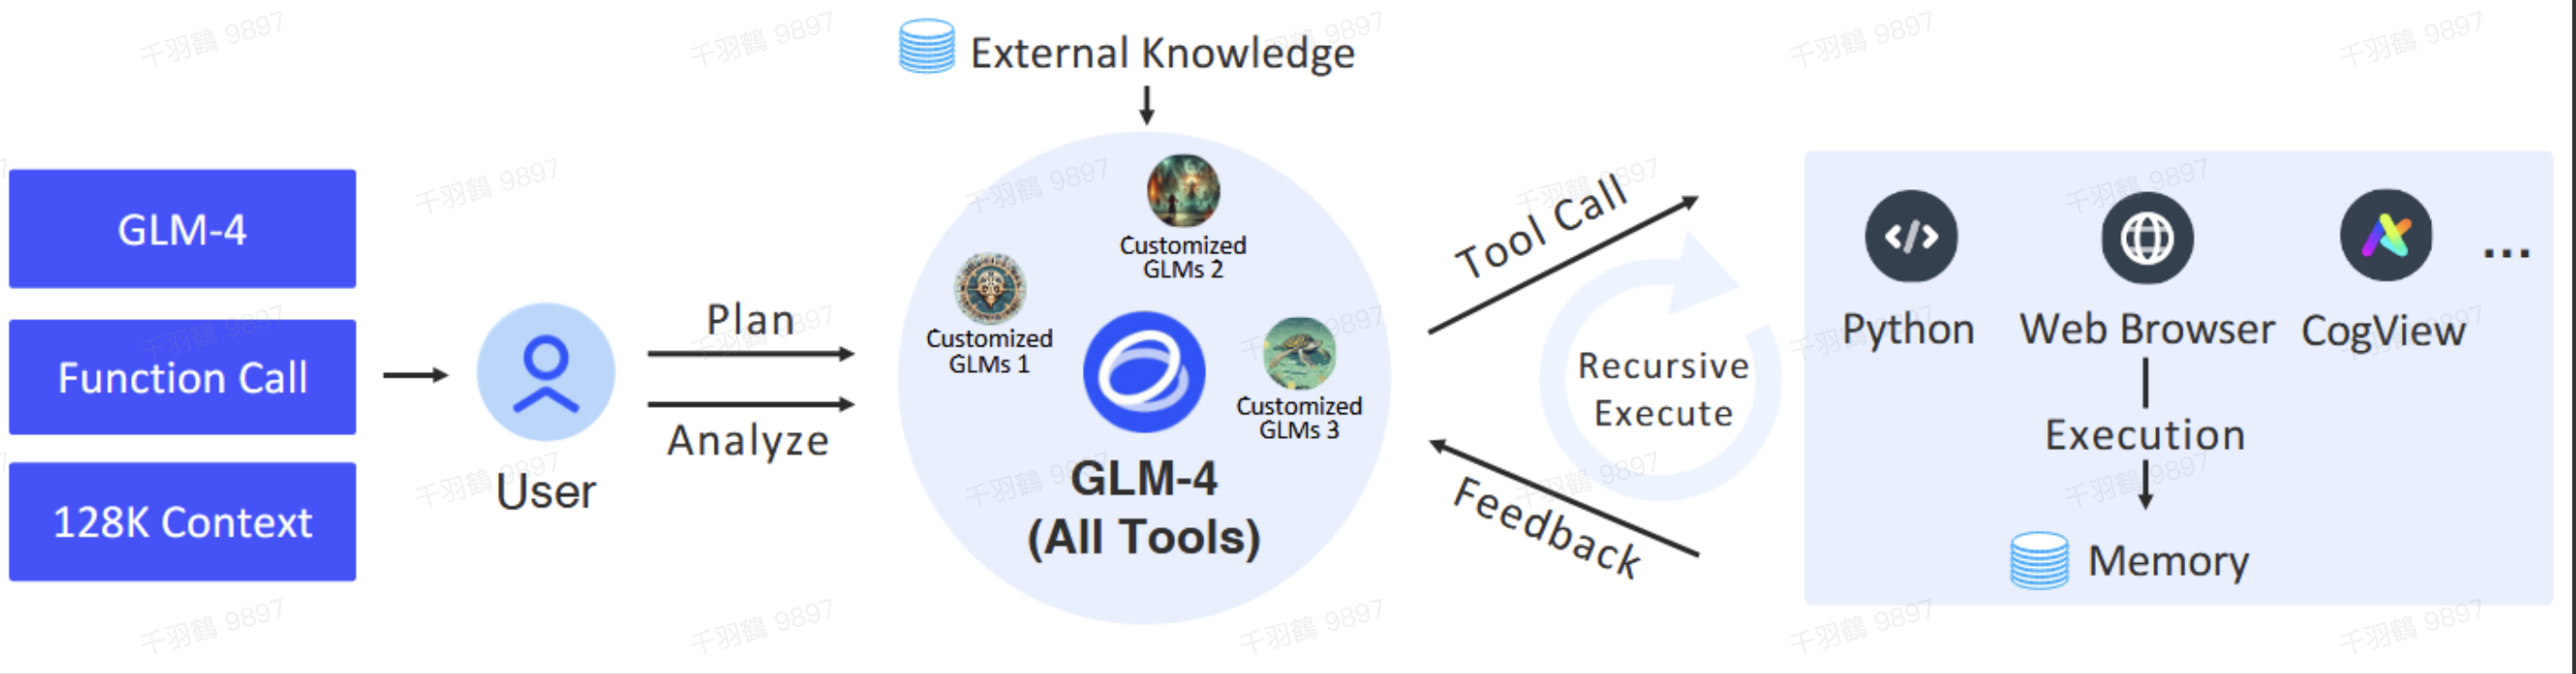 External Knowledge
GLM-4
Function Call
128K Context
User
Plan
Analyze
Customized
GLMs 2
Customized
GLMs 1
Customized
GLMs 3
GLM-4
(All Tools)
Tool Call
Recursive
Execute
Feedback
Python
Web Browser
CogView
...
Execution
Memory
千羽鶴 9897